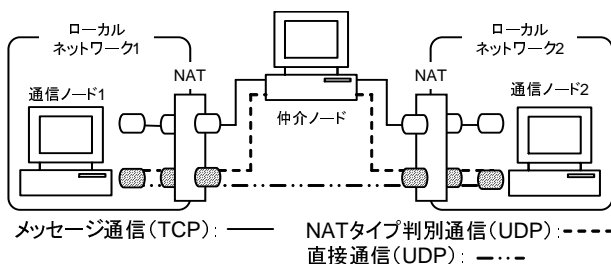 ローカル
ネットワーク1
ローカル
ネットワーク2
NAT
NAT
通信ノード1
通信ノード2
仲介ノード
メッセージ通信(TCP):
NATタイプ判別通信(UDP):
直接通信(UDP):